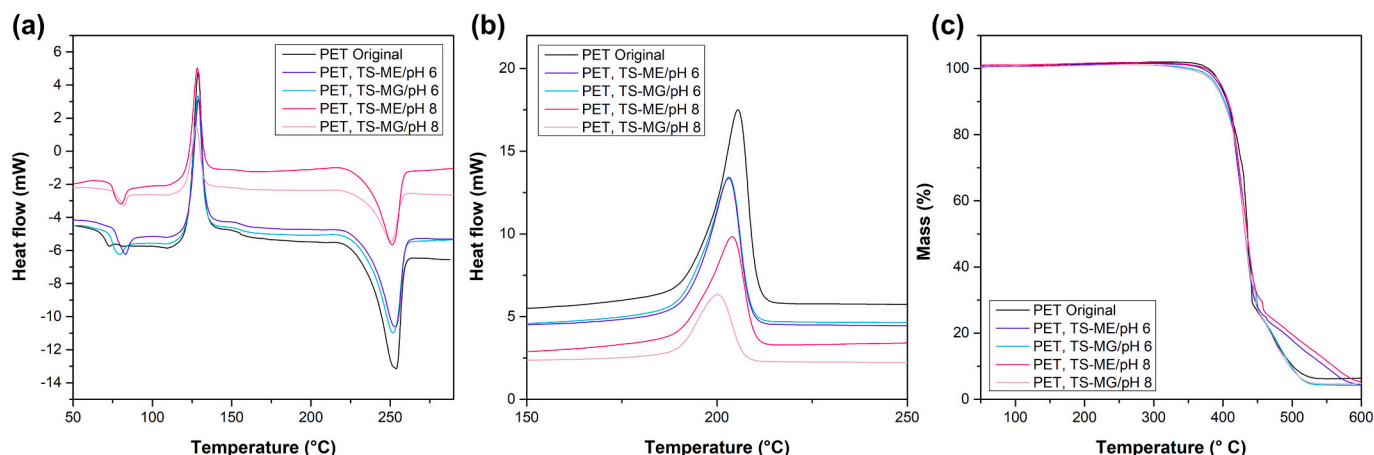 (a)
Heat flow (mW)
6
4
2
0
-2
-4
-6
-8
-10
-12
-14
PET Original
PET, TS-ME/pH 6
PET, TS-MG/pH 6
PET, TS-ME/pH 8
PET, TS-MG/pH 8
50
100
150
200
250
Temperature (°C)
(b)
Heat flow (mW)
20
15
10
5
0
PET Original
PET, TS-ME/pH 6
PET, TS-MG/pH 6
PET, TS-ME/pH 8
PET, TS-MG/pH 8
150
200
250
Temperature (°C)
(c)
Mass (%)
100
80
60
40
20
0
PET Original
PET, TS-ME/pH 6
PET, TS-MG/pH 6
PET, TS-ME/pH 8
PET, TS-MG/pH 8
100
200
300
400
500
600
Temperature (° C)